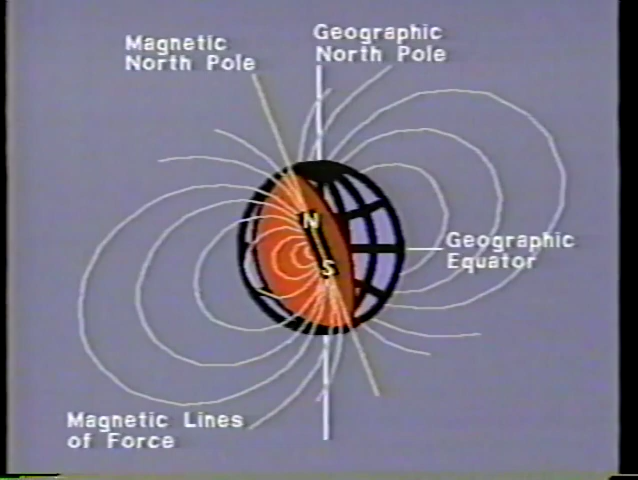 Magnetic
North Pole
Geographic
North Pole
N
S
Geographic
Equator
Magnetic Lines
of Force